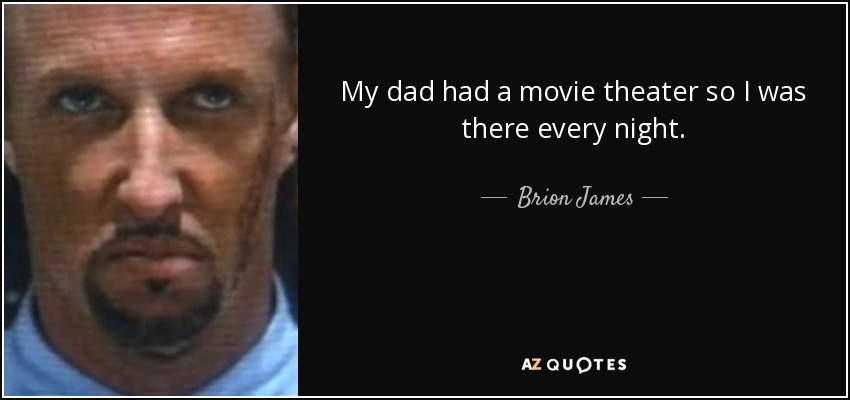 My dad had a movie theater so I was
there every night.
— Brion James —
AZ QUOTES